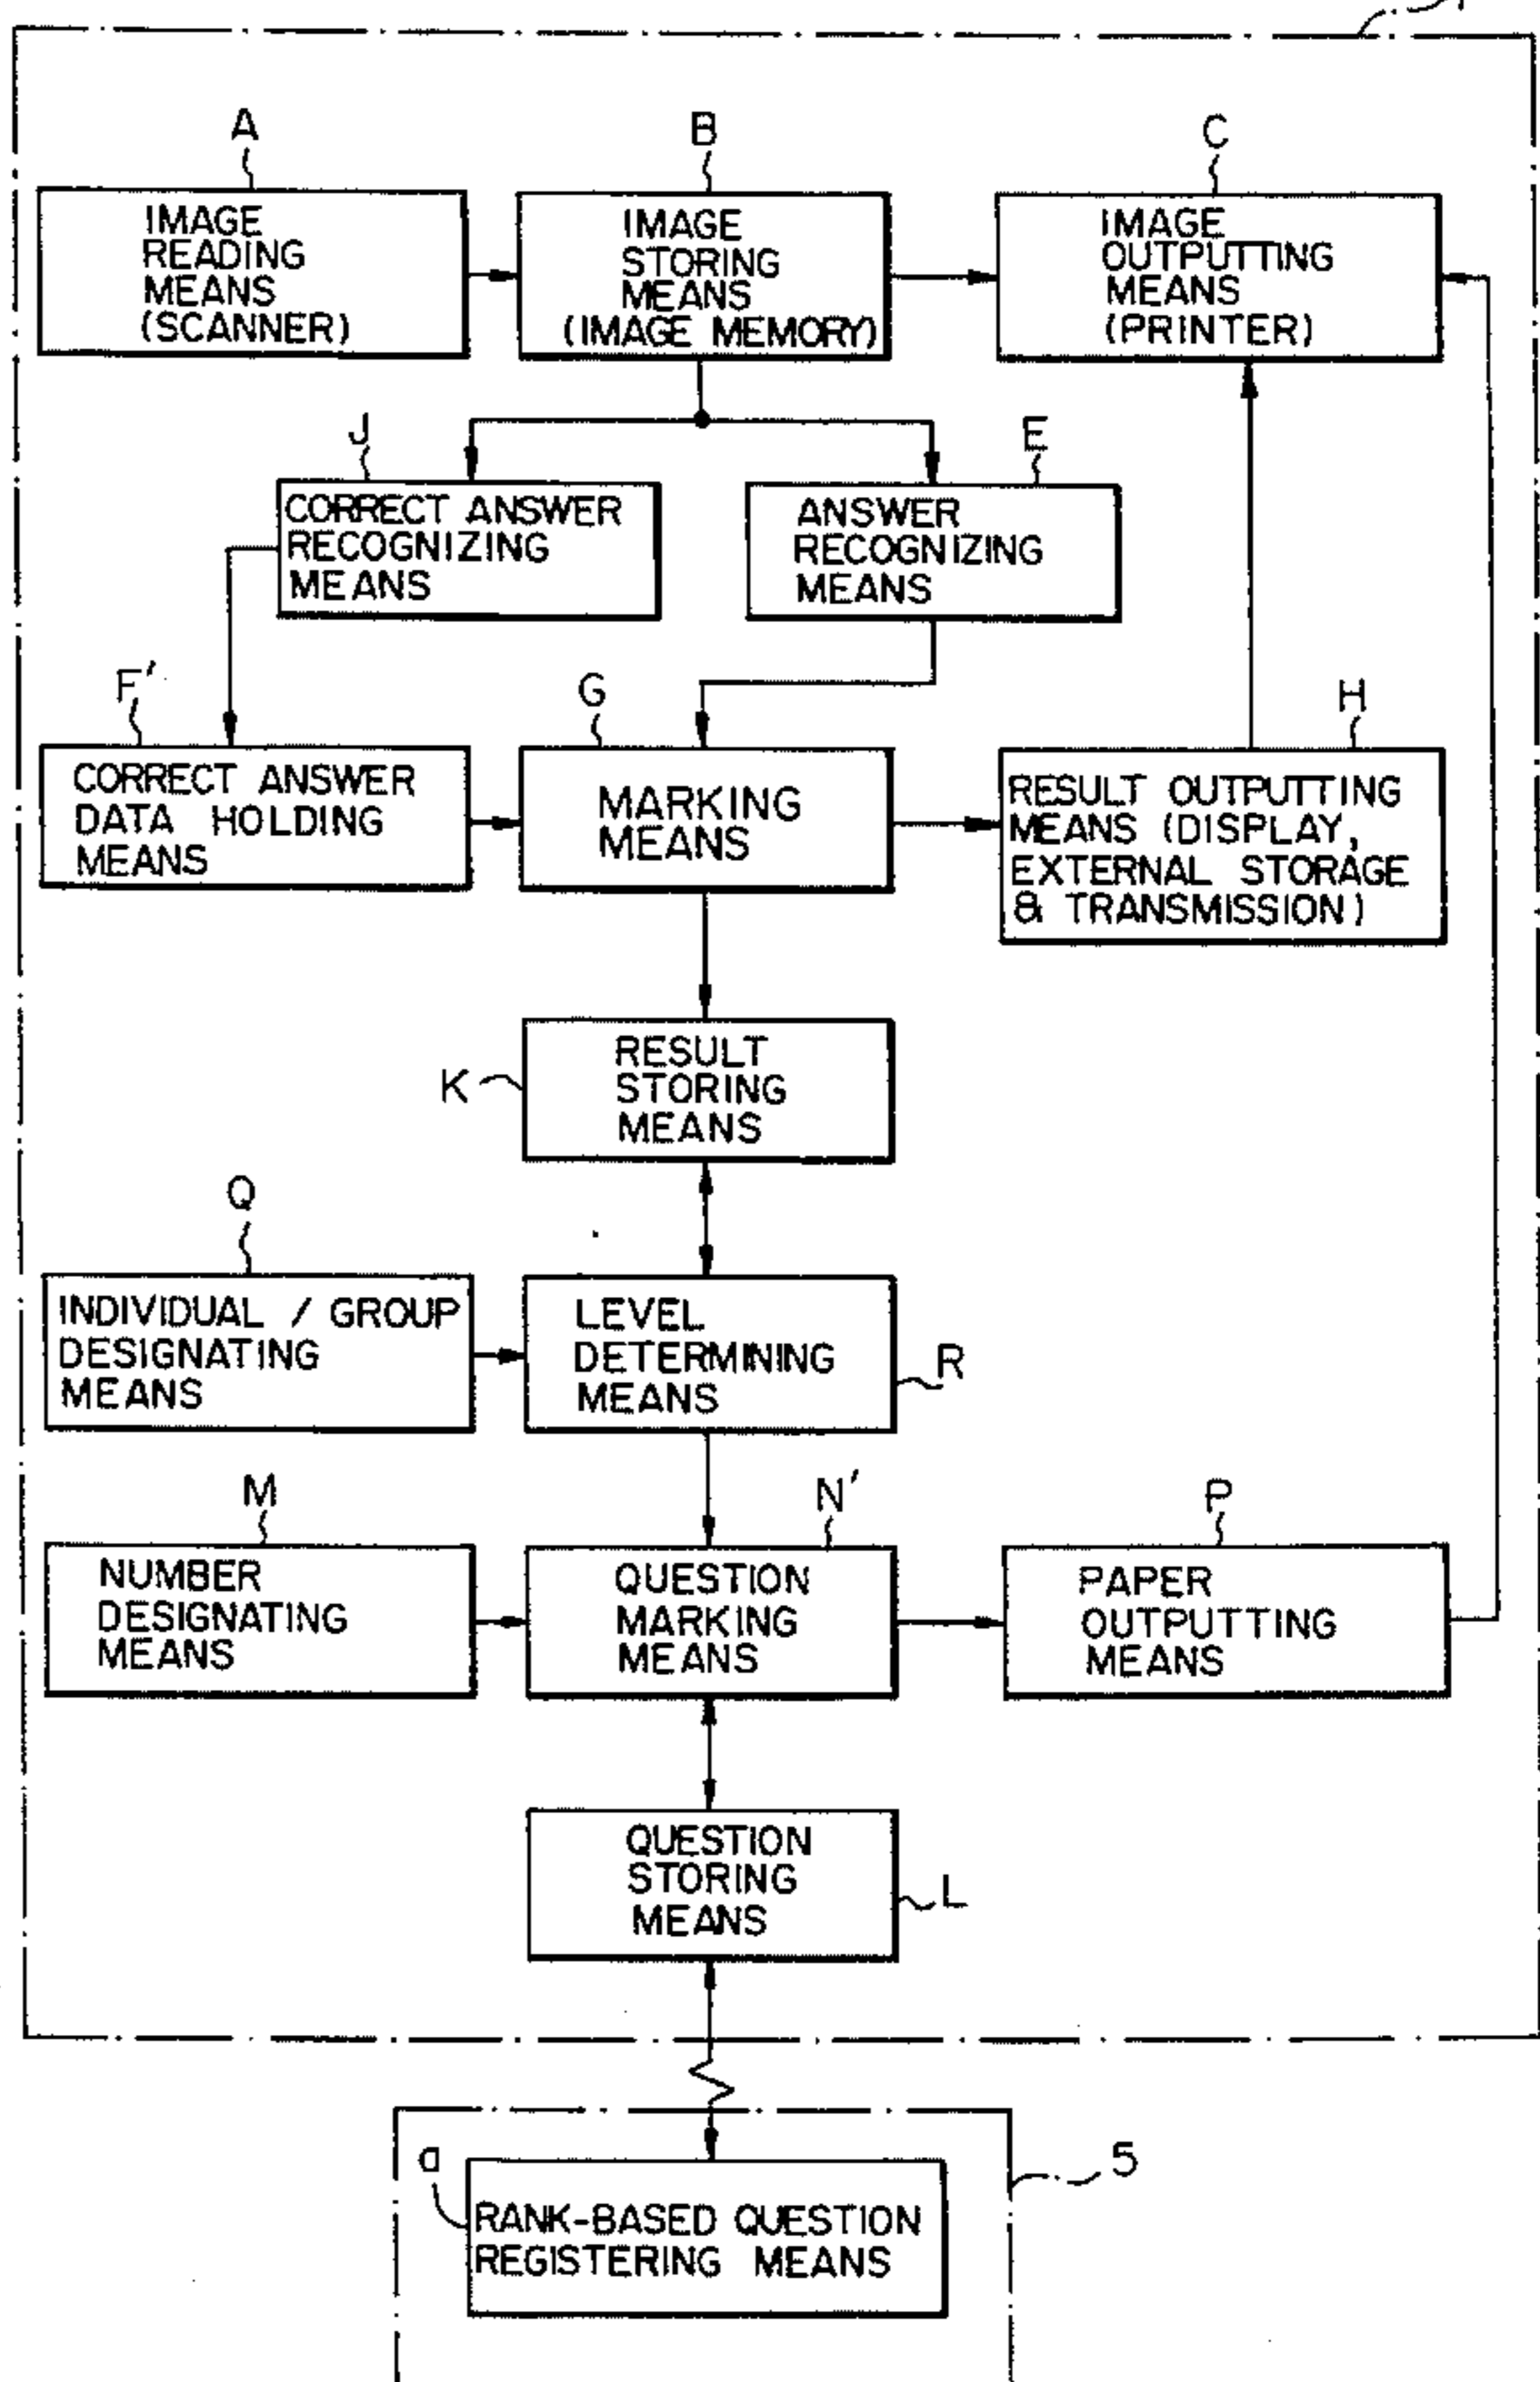 A
B
C
IMAGE
READING
MEANS
(SCANNER)
IMAGE
STORING
MEANS
(IMAGE MEMORY)
IMAGE
OUTPUTTING
MEANS
(PRINTER)
J
E
CORRECT ANSWER
RECOGNIZING
MEANS
ANSWER
RECOGNIZING
MEANS
F'
G
H
CORRECT ANSWER
DATA HOLDING
MEANS
MARKING
MEANS
RESULT OUTPUTTING
MEANS (DISPLAY,
EXTERNAL STORAGE
& TRANSMISSION)
K
RESULT
STORING
MEANS
Q
INDIVIDUAL / GROUP
DESIGNATING
MEANS
LEVEL
DETERMINING
MEANS
R
M
N'
P
NUMBER
DESIGNATING
MEANS
QUESTION
MARKING
MEANS
PAPER
OUTPUTTING
MEANS
QUESTION
STORING
MEANS
L
a
5
RANK-BASED QUESTION
REGISTERING MEANS